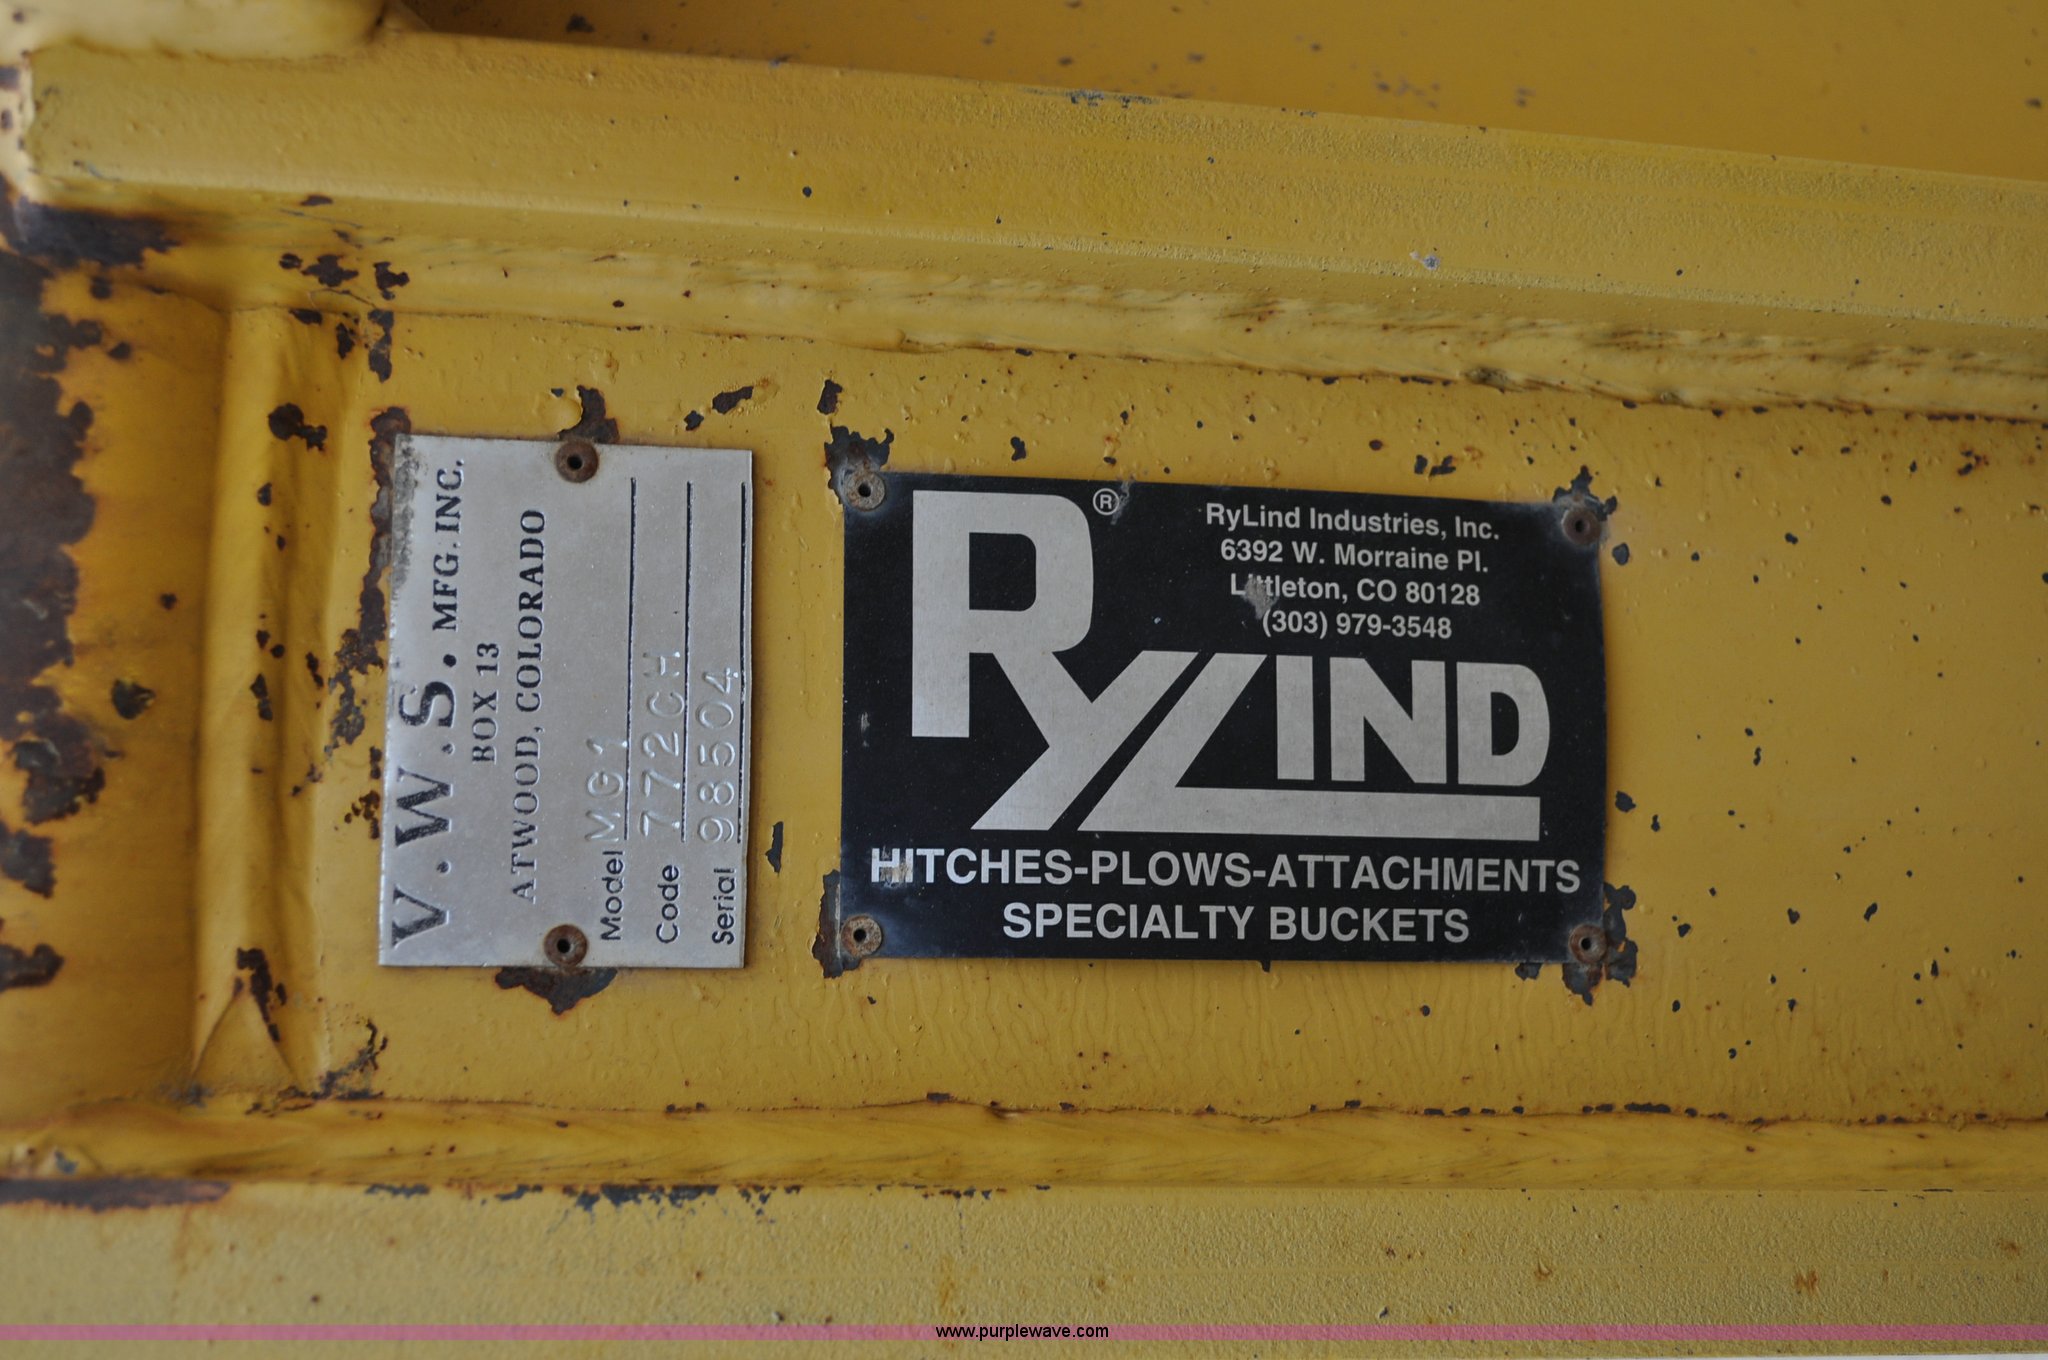 V.W.S. MFG. INC.
BOX 13
ATWOOD, COLORADO
Model MG1
Code 772CH
Serial 98504
RYLIND ®
RyLind Industries, Inc.
6392 W. Morraine Pl.
Littleton, CO 80128
(303) 979-3548
HITCHES-PLOWS-ATTACHMENTS
SPECIALTY BUCKETS
www.purplewave.com